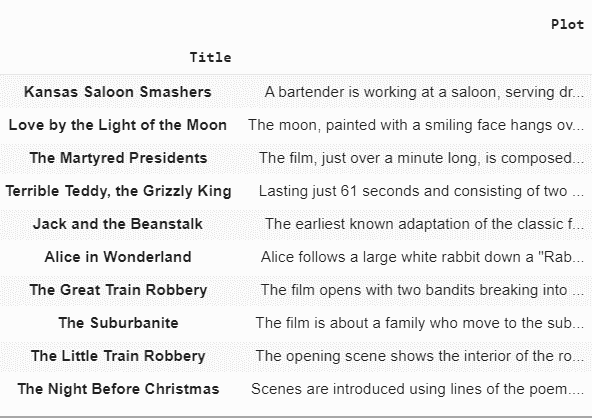 Plot
Title
Kansas Saloon Smashers A bartender is working at a saloon, serving dr...
Love by the Light of the Moon The moon, painted with a smiling face hangs ov...
The Martyred Presidents The film, just over a minute long, is composed...
Terrible Teddy, the Grizzly King Lasting just 61 seconds and consisting of two ...
Jack and the Beanstalk The earliest known adaptation of the classic f...
Alice in Wonderland Alice follows a large white rabbit down a "Rab...
The Great Train Robbery The film opens with two bandits breaking into ...
The Suburbanite The film is about a family who move to the sub...
The Little Train Robbery The opening scene shows the interior of the ro...
The Night Before Christmas Scenes are introduced using lines of the poem....